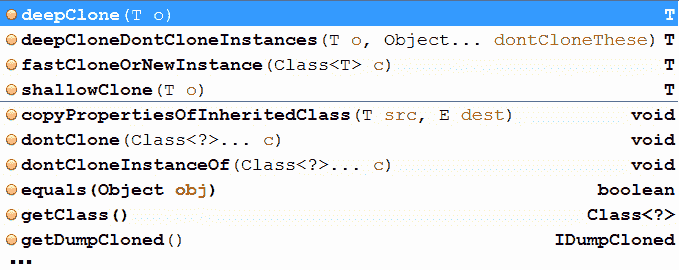 deepClone(T o) T
deepCloneDontCloneInstances(T o, Object... dontCloneThese) T
fastCloneOrNewInstance(Class<T> c) T
shallowClone(T o) T
copyPropertiesOfInheritedClass(T src, E dest) void
dontClone(Class<?>... c) void
dontCloneInstanceOf(Class<?>... c) void
equals(Object obj) boolean
getClass() Class<?>
getDumpCloned() IDumpCloned
...